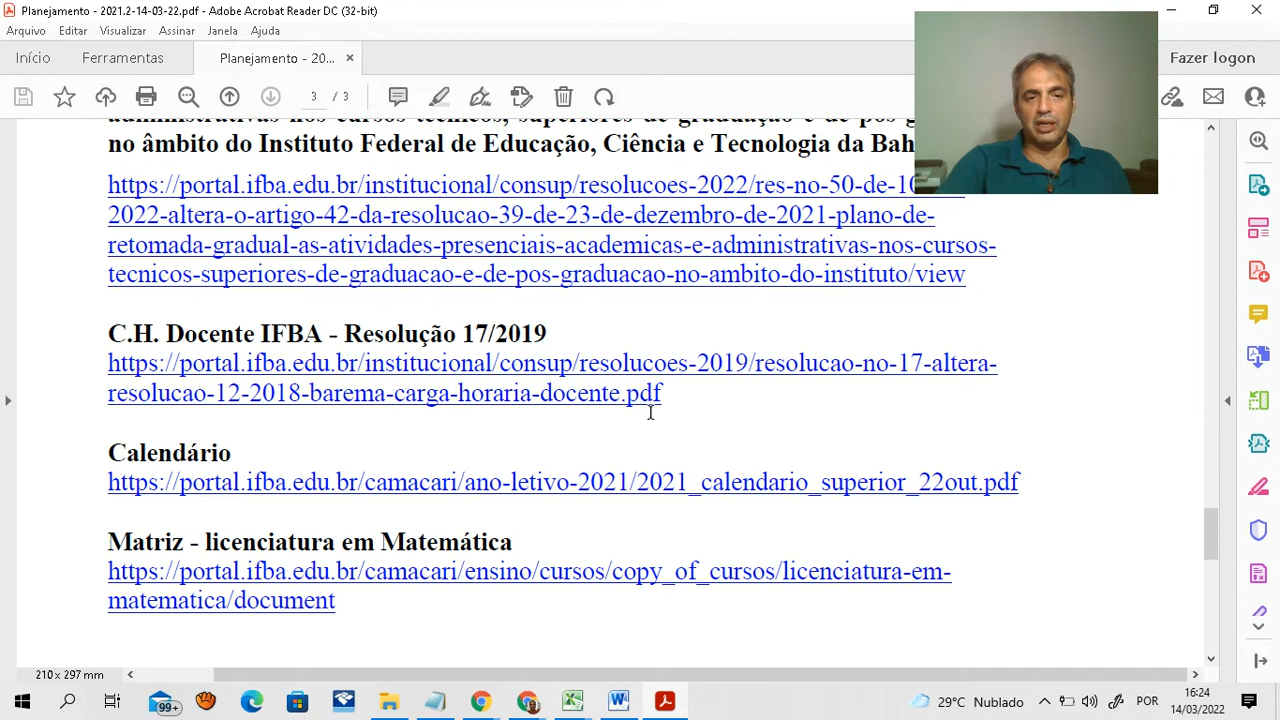 Planejamento - 2021.2-14-03-22.pdf - Adobe Acrobat Reader DC (32-bit)
Arquivo Editar Visualizar Assinar Janela Ajuda
Início Ferramentas Planejamento - 20... × Fazer logon
3 / 3
no âmbito do Instituto Federal de Educação, Ciência e Tecnologia da Bah
https://portal.ifba.edu.br/institucional/consup/resolucoes-2022/res-no-50-de-10
2022-altera-o-artigo-42-da-resolucao-39-de-23-de-dezembro-de-2021-plano-de-
retomada-gradual-as-atividades-presenciais-academicas-e-administrativas-nos-cursos-
tecnicos-superiores-de-graduacao-e-de-pos-graduacao-no-ambito-do-instituto/view
C.H. Docente IFBA - Resolução 17/2019
https://portal.ifba.edu.br/institucional/consup/resolucoes-2019/resolucao-no-17-altera-
resolucao-12-2018-barema-carga-horaria-docente.pdf
Calendário
https://portal.ifba.edu.br/camacari/ano-letivo-2021/2021_calendario_superior_22out.pdf
Matriz - licenciatura em Matemática
https://portal.ifba.edu.br/camacari/ensino/cursos/copy_of_cursos/licenciatura-em-
matematica/document
210 x 297 mm
99+ 29°C Nublado POR 16:24
14/03/2022